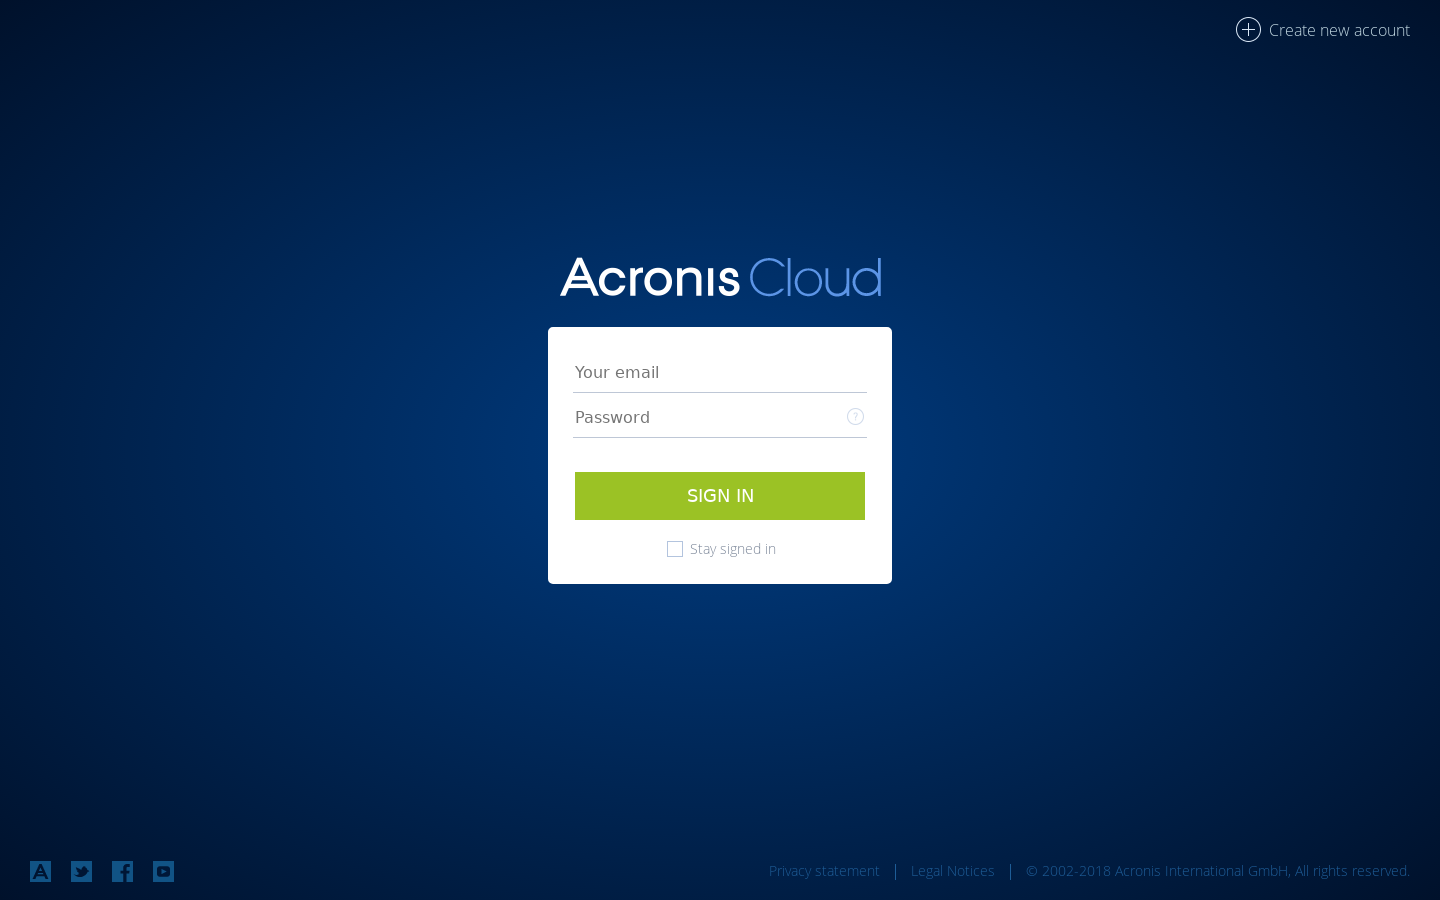 Create new account
Acronis Cloud
Your email
Password
?
SIGN IN
Stay signed in
A
Privacy statement | Legal Notices | © 2002-2018 Acronis International GmbH, All rights reserved.